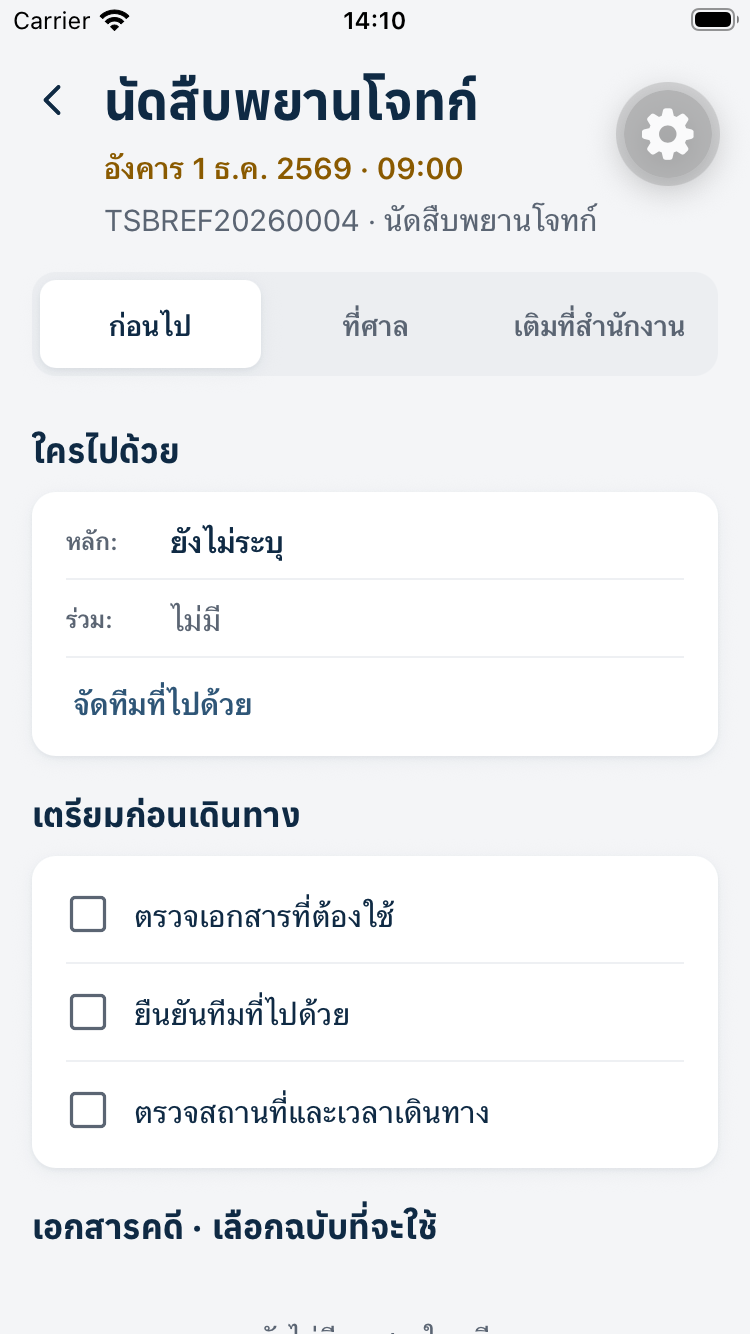 Carrier 14:10
นัดสืบพยานโจทก์
อังคาร 1 ธ.ค. 2569 · 09:00
TSBREF20260004 · นัดสืบพยานโจทก์
ก่อนไป ที่ศาล เติมที่สำนักงาน
ใครไปด้วย
หลัก: ยังไม่ระบุ
ร่วม: ไม่มี
จัดทีมที่ไปด้วย
เตรียมก่อนเดินทาง
ตรวจเอกสารที่ต้องใช้
ยืนยันทีมที่ไปด้วย
ตรวจสถานที่และเวลาเดินทาง
เอกสารคดี · เลือกฉบับที่จะใช้